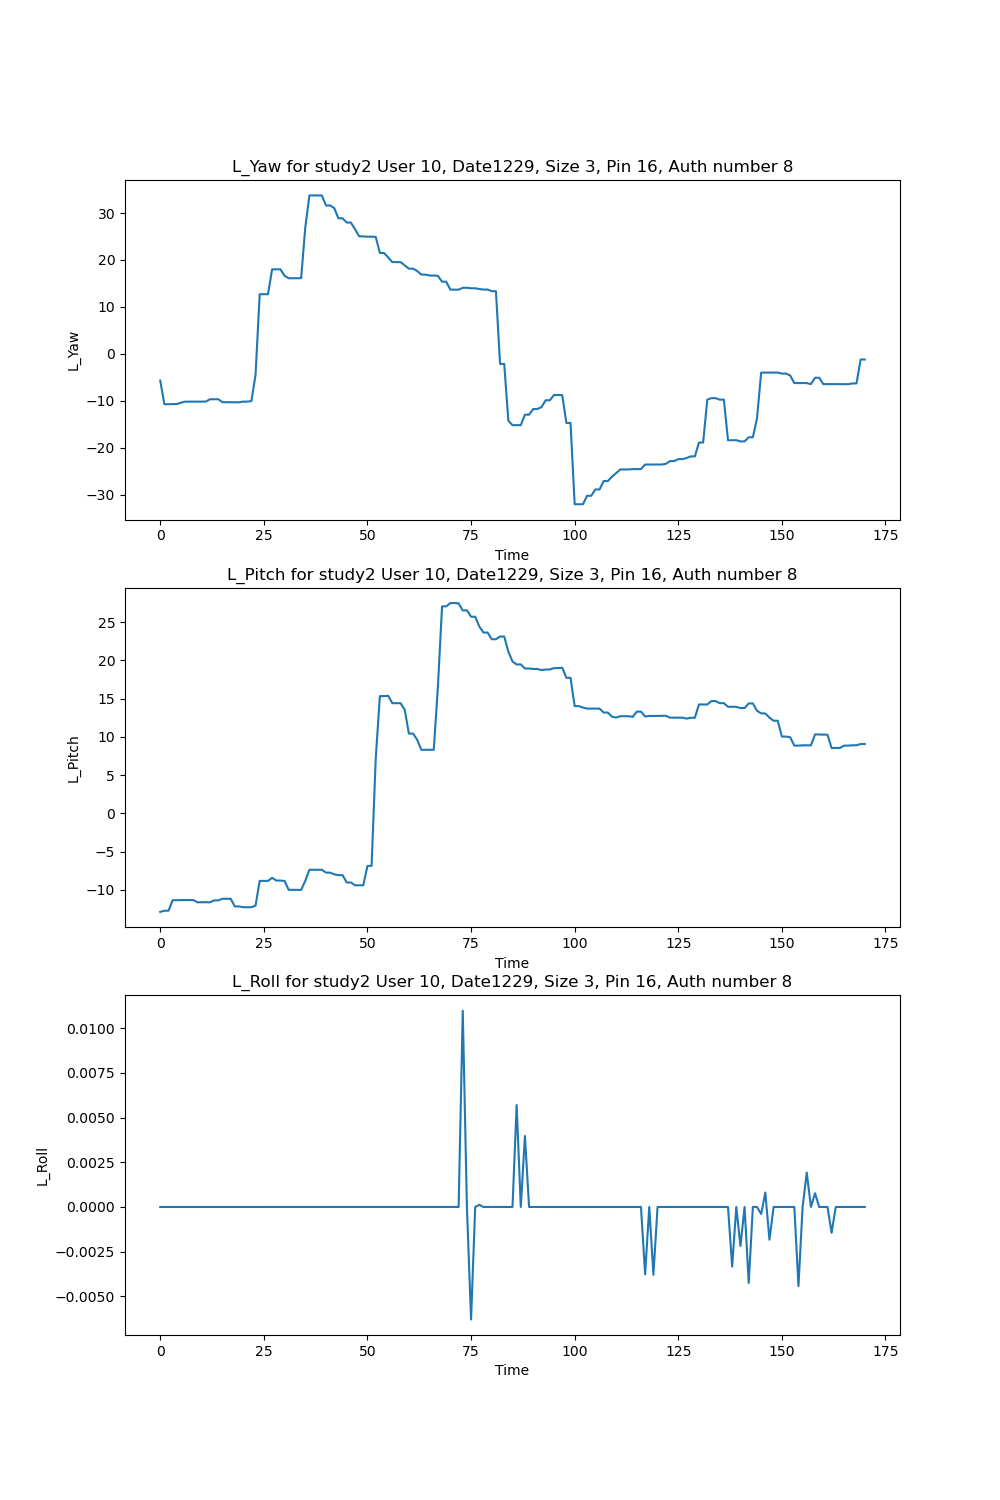 L_Yaw for study2 User 10, Date1229, Size 3, Pin 16, Auth number 8
30
20
10
0
−10
−20
−30
L_Yaw
0 25 50 75 100 125 150 175
Time
L_Pitch for study2 User 10, Date1229, Size 3, Pin 16, Auth number 8
25
20
15
10
5
0
−5
−10
L_Pitch
0 25 50 75 100 125 150 175
Time
L_Roll for study2 User 10, Date1229, Size 3, Pin 16, Auth number 8
0.0100
0.0075
0.0050
0.0025
0.0000
−0.0025
−0.0050
L_Roll
0 25 50 75 100 125 150 175
Time